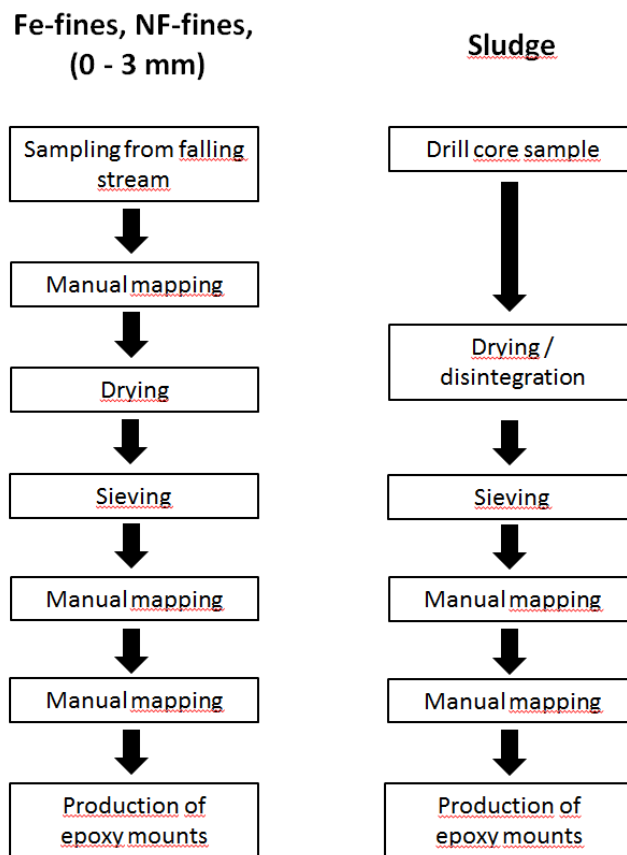 Fe-fines, NF-fines,
(0 - 3 mm)
Sampling from falling
stream
Manual mapping
Drying
Sieving
Manual mapping
Manual mapping
Production of
epoxy mounts
Sludge
Drill core sample
Drying /
disintegration
Sieving
Manual mapping
Manual mapping
Production of
epoxy mounts